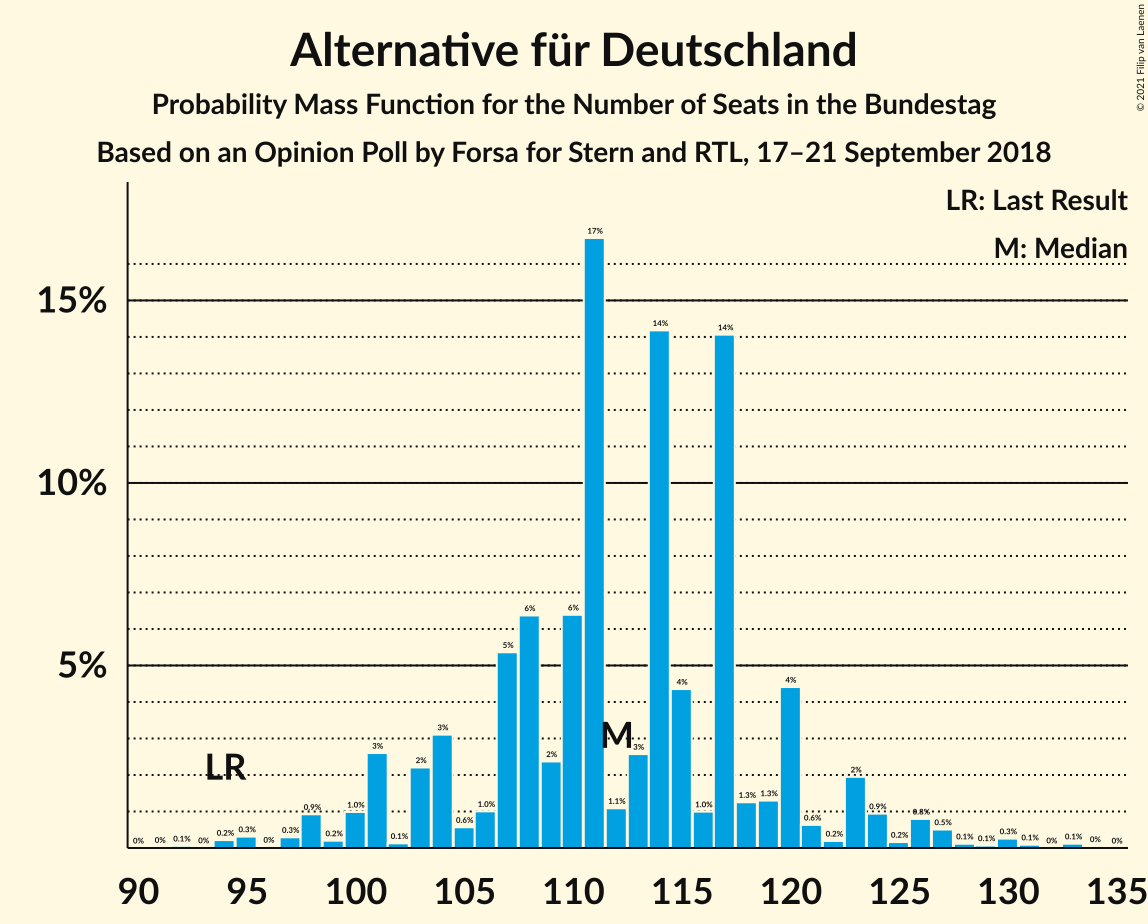 © 2021 Filip van Laenen
Alternative für Deutschland
Probability Mass Function for the Number of Seats in the Bundestag
Based on an Opinion Poll by Forsa for Stern and RTL, 17–21 September 2018
LR: Last Result
M: Median
15%
10%
5%
0% 0% 0.1% 0% 0.2% 0.3% 0% 0.3% 0.9% 0.2% 1.0% 3% 0.1% 2% 3% 0.6% 1.0% 5% 6% 2% 6% 17% 1.1% 3% 14% 4% 1.0% 14% 1.3% 1.3% 4% 0.6% 0.2% 2% 0.9% 0.2% 0.8% 0.5% 0.1% 0.1% 0.3% 0.1% 0% 0.1% 0% 0%
LR
M
90 95 100 105 110 115 120 125 130 135